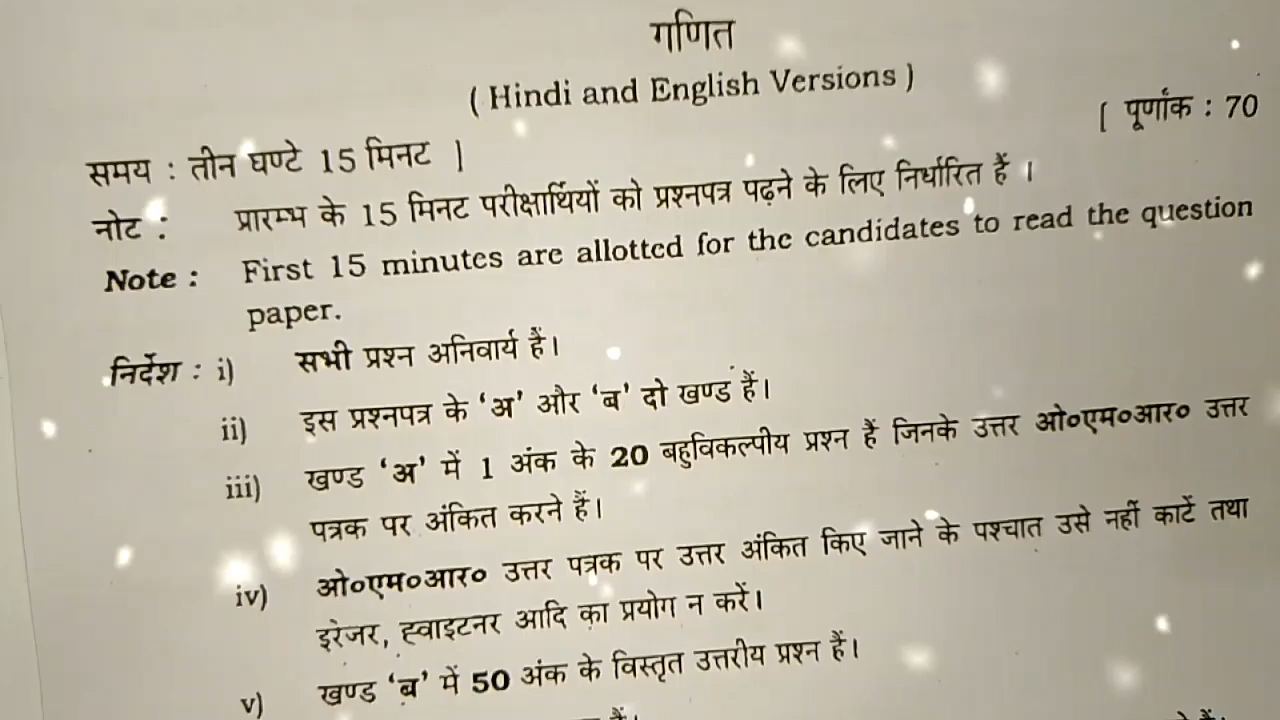 गणित
( Hindi and English Versions )
समय : तीन घण्टे 15 मिनट ] [ पूर्णांक : 70
नोट : प्रारम्भ के 15 मिनट परीक्षार्थियों को प्रश्नपत्र पढ़ने के लिए निर्धारित हैं ।
Note : First 15 minutes are allotted for the candidates to read the question
paper.
निर्देश : i) सभी प्रश्न अनिवार्य हैं।
ii) इस प्रश्नपत्र के ‘अ’ और ‘ब’ दो खण्ड हैं।
iii) खण्ड ‘अ’ में 1 अंक के 20 बहुविकल्पीय प्रश्न हैं जिनके उत्तर ओ०एम०आर० उत्तर
पत्रक पर अंकित करने हैं।
iv) ओ०एम०आर० उत्तर पत्रक पर उत्तर अंकित किए जाने के पश्चात उसे नहीं काटें तथा
इरेजर, ह्वाइटनर आदि का प्रयोग न करें।
v) खण्ड ‘ब’ में 50 अंक के विस्तृत उत्तरीय प्रश्न हैं।